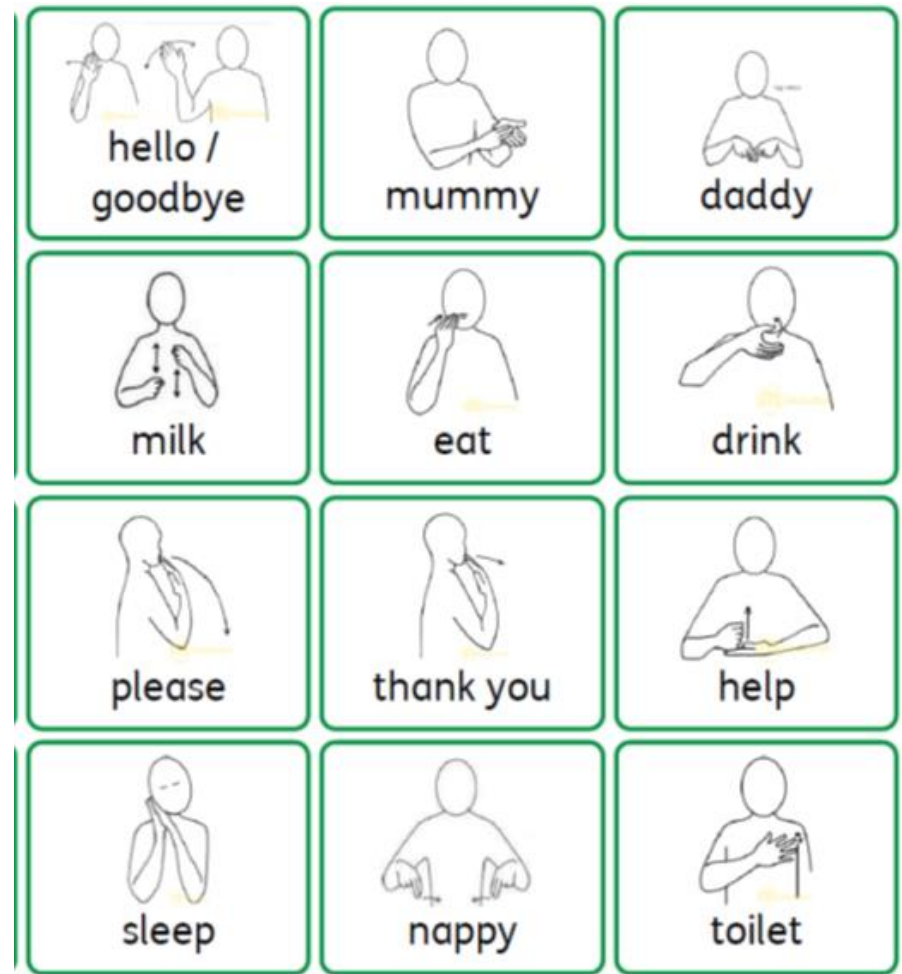 hello /
goodbye
mummy
daddy
milk
eat
drink
please
thank you
help
sleep
nappy
toilet